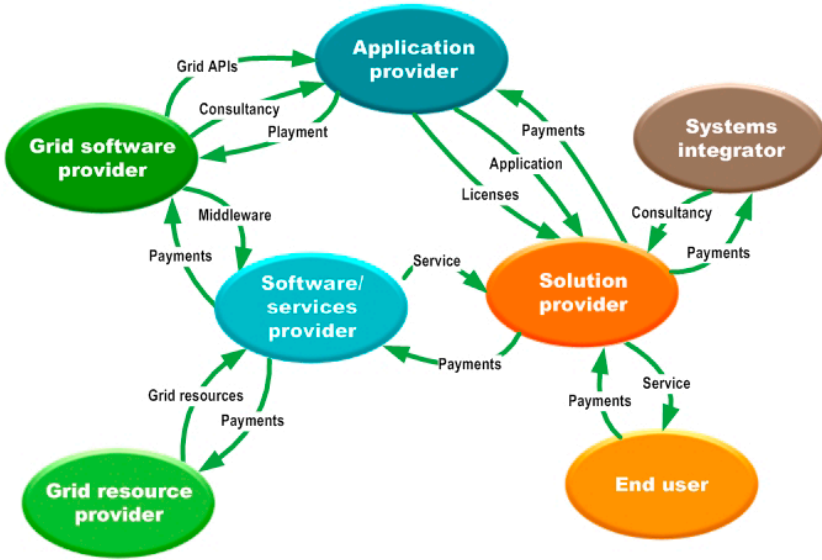 Application
provider
Grid APIs
Consultancy
Playment
Grid software
provider
Payments
Application
Licenses
Systems
integrator
Consultancy
Payments
Middleware
Payments
Software/
services
provider
Service
Payments
Solution
provider
Grid resources
Payments
Service
Payments
Grid resource
provider
End user